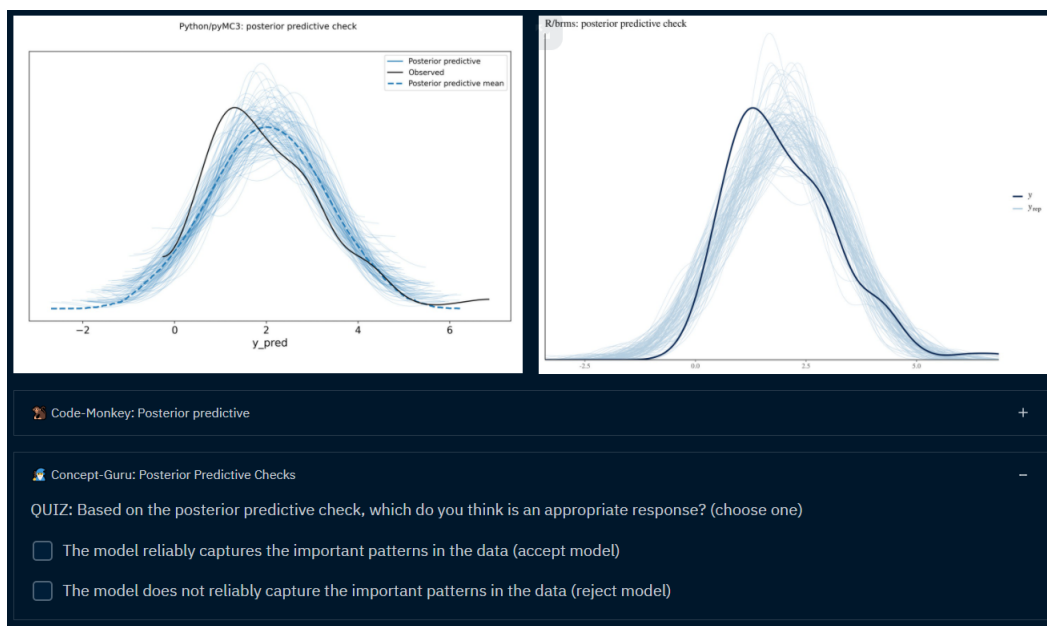 Python/pyMC3: posterior predictive check
Posterior predictive
Observed
Posterior predictive mean
−2
0
2
4
6
y_pred
R/brms: posterior predictive check
y
yrep
-2.5
0.0
2.5
5.0
Code-Monkey: Posterior predictive
+
Concept-Guru: Posterior Predictive Checks
−
QUIZ: Based on the posterior predictive check, which do you think is an appropriate response? (choose one)
The model reliably captures the important patterns in the data (accept model)
The model does not reliably capture the important patterns in the data (reject model)